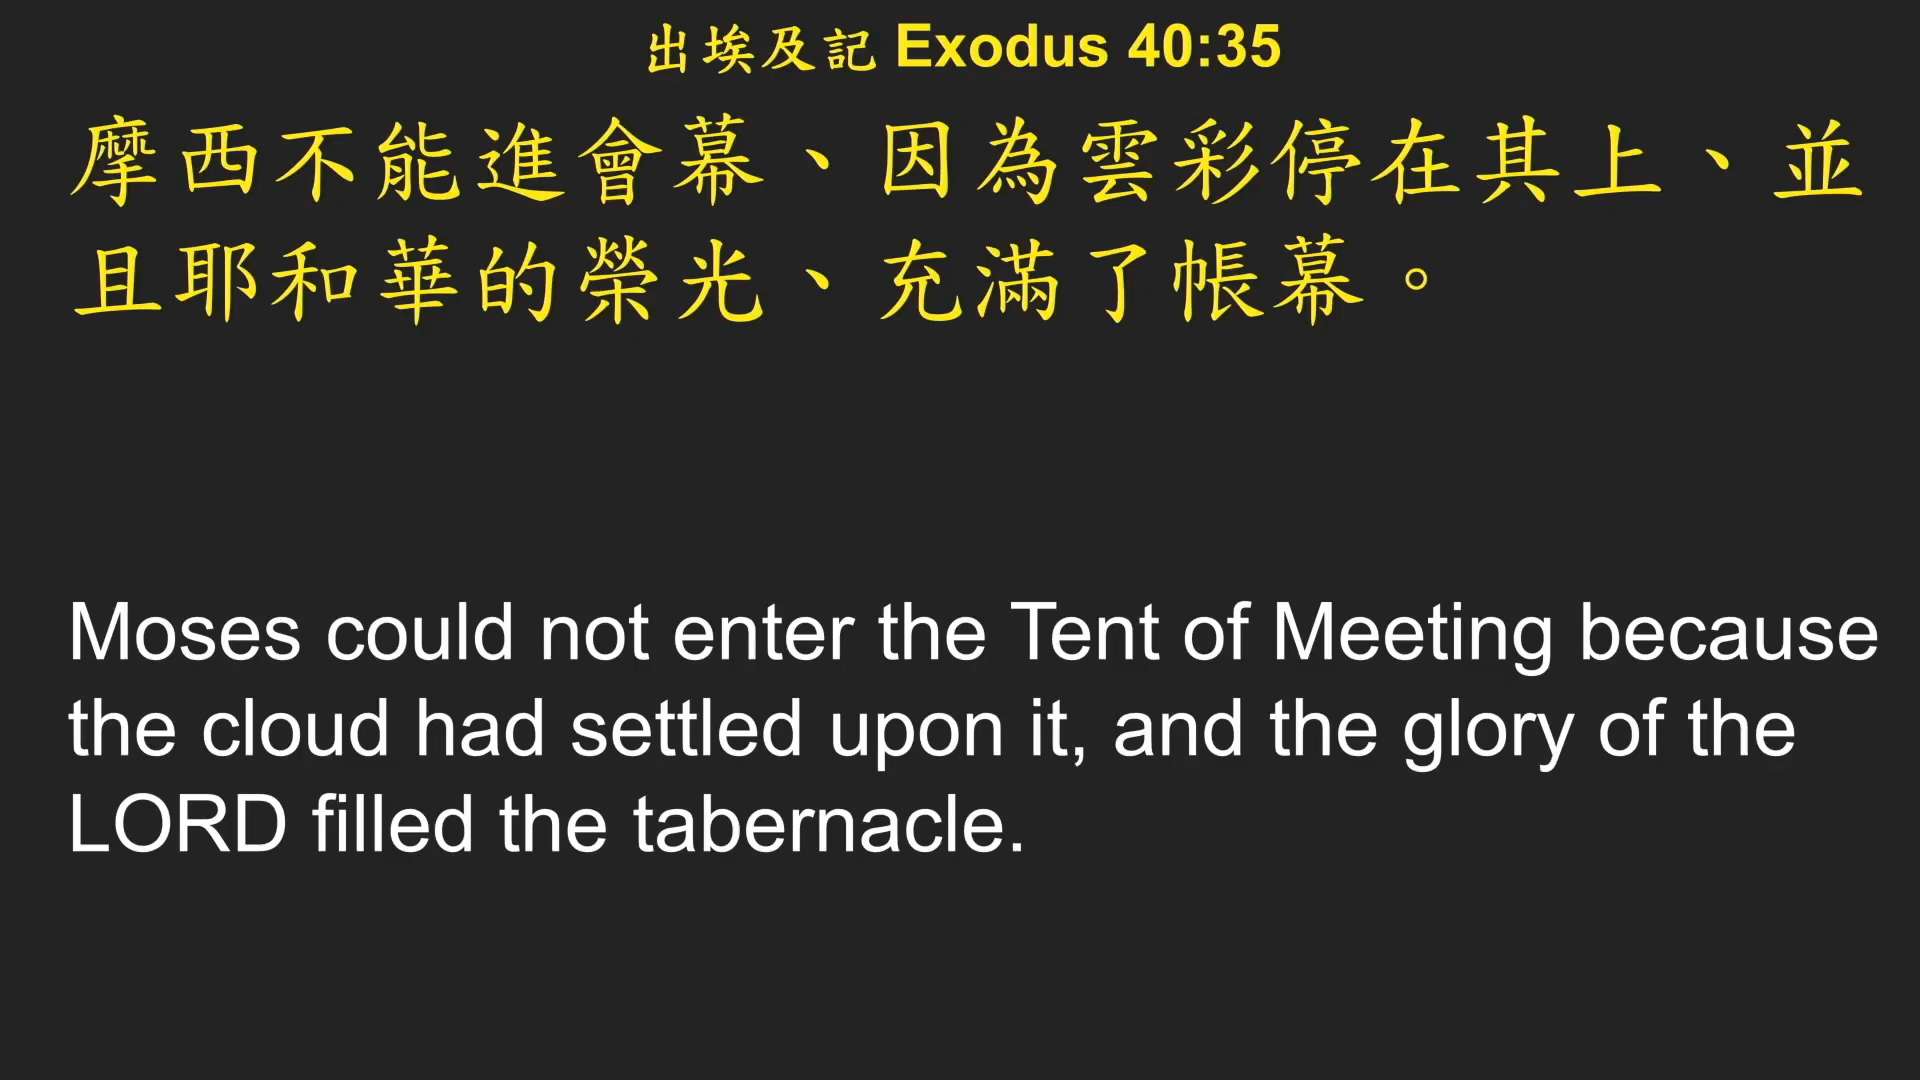 出埃及記 Exodus 40:35
摩西不能進會幕、因為雲彩停在其上、並
且耶和華的榮光、充滿了帳幕。
Moses could not enter the Tent of Meeting because
the cloud had settled upon it, and the glory of the
LORD filled the tabernacle.